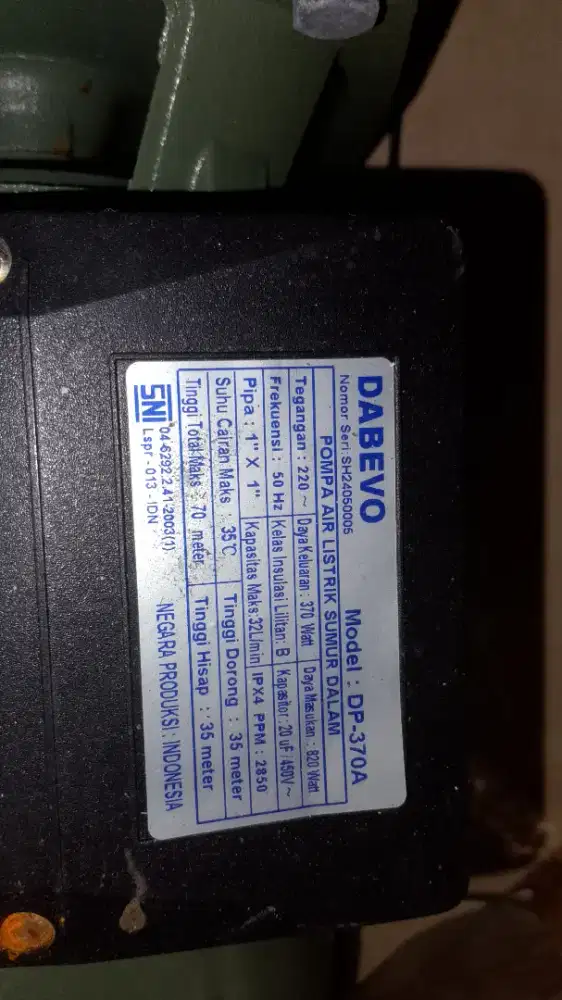 DABEVO
Model : DP-370A
Nomor Seri :SH24050005
POMPA AIR LISTRIK SUMUR DALAM
Tegangan : 220 ~ Daya Keluaran : 370 Watt Daya Masukan : 820 Watt
Frekuensi : 50 Hz Kelas Insulasi Lilitan: B Kapasitor : 20 uF /450V ~
Pipa : 1" X 1" Kapasitas Maks:32L/min IPX4 PPM : 2850
Suhu Cairan Maks : 35°C Tinggi Dorong : 35 meter
Tinggi Total Maks : 70 meter Tinggi Hisap : 35 meter
SNI 04-6292.2.41-2003(1)
Lspr - 013 - IDN
NEGARA PRODUKSI : INDONESIA